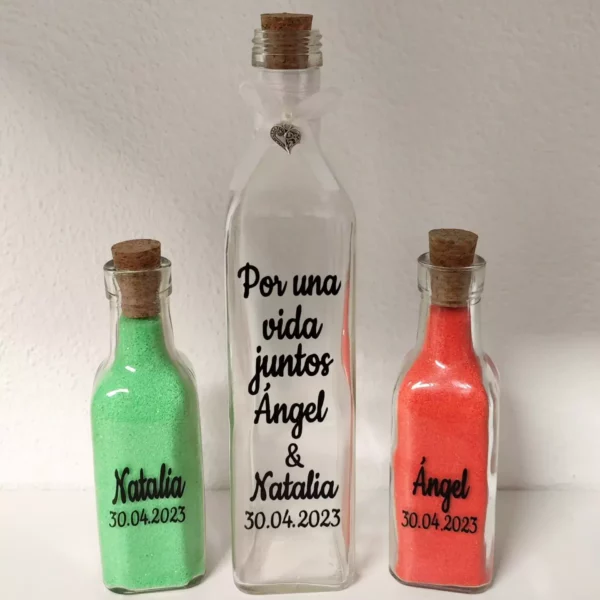 Natalia
30.04.2023
Por una
vida
juntos
Ángel
&
Natalia
30.04.2023
Ángel
30.04.2023